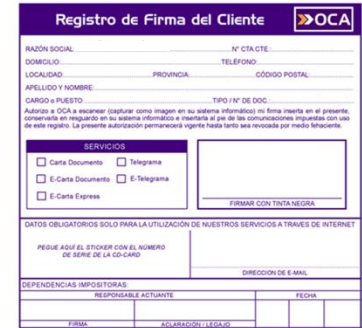 Registro de Firma del Cliente OCA
RAZÓN SOCIAL: N° CTA CTE:
DOMICILIO: TELÉFONO:
LOCALIDAD: PROVINCIA: CÓDIGO POSTAL:
APELLIDO Y NOMBRE:
CARGO o PUESTO: TIPO / N° DE DOC.:
Autorizo a OCA a escanear (capturar como imagen en su sistema informático) mi firma inserta en el presente,
conservarla en resguardo en su sistema informático e insertarla al pie de las comunicaciones impuestas con uso
de este registro. La presente autorización permanecerá vigente hasta tanto sea revocada por medio fehaciente.
SERVICIOS
Carta Documento Telegrama
E-Carta Documento E-Telegrama
E-Carta Express
FIRMAR CON TINTA NEGRA
DATOS OBLIGATORIOS SOLO PARA LA UTILIZACIÓN DE NUESTROS SERVICIOS A TRAVES DE INTERNET
PEGUE AQUÍ EL STICKER CON EL NÚMERO
DE SERIE DE LA CD-CARD
DIRECCION DE E-MAIL
DEPENDENCIAS IMPOSITORAS:
RESPONSABLE ACTUANTE FECHA
FIRMA ACLARACIÓN / LEGAJO